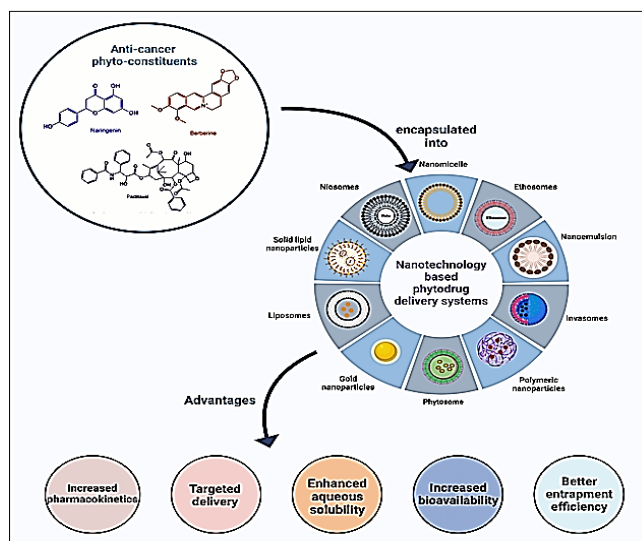 Anti-cancer
phyto-constituents
Naringenin
Berberine
Paclitaxel
encapsulated
into
Nanomicelle
Niosomes
Ethosomes
Solid lipid
nanoparticles
Nanoemulsion
Nanotechnology
based
phytodrug
delivery systems
Liposomes
Invasomes
Gold
nanoparticles
Polymeric
nanoparticles
Phytosome
Advantages
Increased
pharmacokinetics
Targeted
delivery
Enhanced
aqueous
solubility
Increased
bioavailability
Better
entrapment
efficiency